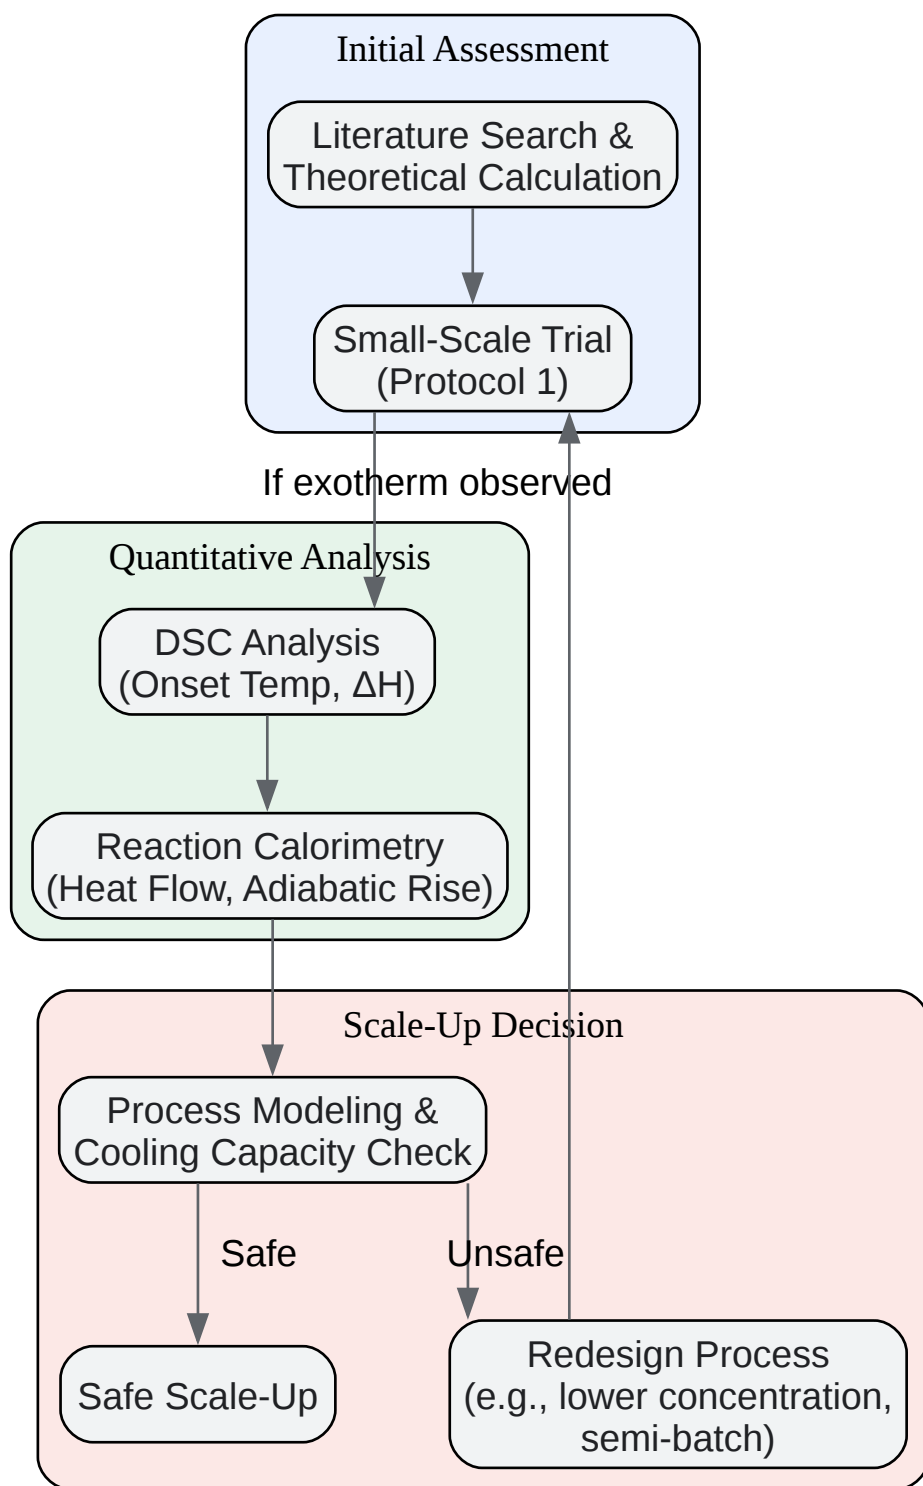 Initial Assessment
Literature Search &
Theoretical Calculation
Small-Scale Trial
(Protocol 1)
If exotherm observed
Quantitative Analysis
DSC Analysis
(Onset Temp, ΔH)
Reaction Calorimetry
(Heat Flow, Adiabatic Rise)
Scale-Up Decision
Process Modeling &
Cooling Capacity Check
Safe
Unsafe
Safe Scale-Up
Redesign Process
(e.g., lower concentration,
semi-batch)